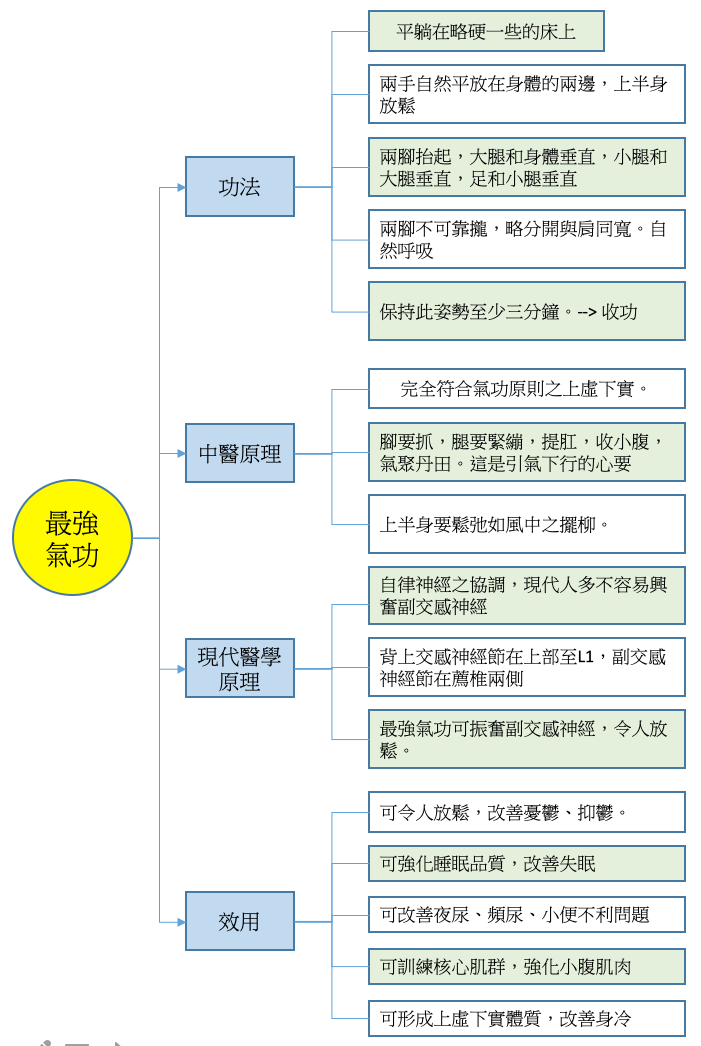 最強
氣功
功法
平躺在略硬一些的床上
兩手自然平放在身體的兩邊，上半身
放鬆
兩腳抬起，大腿和身體垂直，小腿和
大腿垂直，足和小腿垂直
兩腳不可靠攏，略分開與肩同寬。自
然呼吸
保持此姿勢至少三分鐘。--> 收功
中醫原理
完全符合氣功原則之上虛下實。
腳要抓，腿要緊繃，提肛，收小腹，
氣聚丹田。這是引氣下行的心要
上半身要鬆弛如風中之擺柳。
現代醫學
原理
自律神經之協調，現代人多不容易興
奮副交感神經
背上交感神經節在上部至L1，副交感
神經節在薦椎兩側
最強氣功可振奮副交感神經，令人放
鬆。
效用
可令人放鬆，改善憂鬱、抑鬱。
可強化睡眠品質，改善失眠
可改善夜尿、頻尿、小便不利問題
可訓練核心肌群，強化小腹肌肉
可形成上虛下實體質，改善身冷